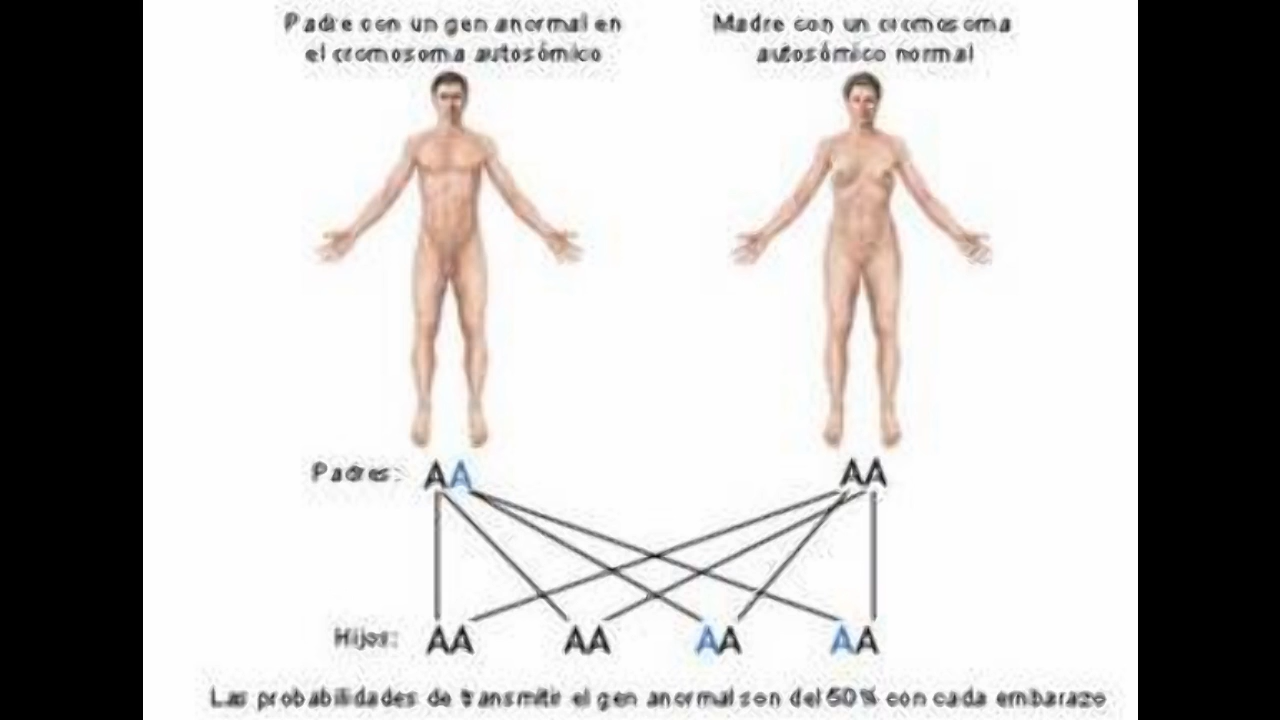 Padre con un gen anormal en
el cromosoma autosómico
Madre con un cromosoma
autosómico normal
Padres: AA AA
Hijos: AA AA AA AA
Las probabilidades de transmitir el gen anormal son del 50% con cada embarazo